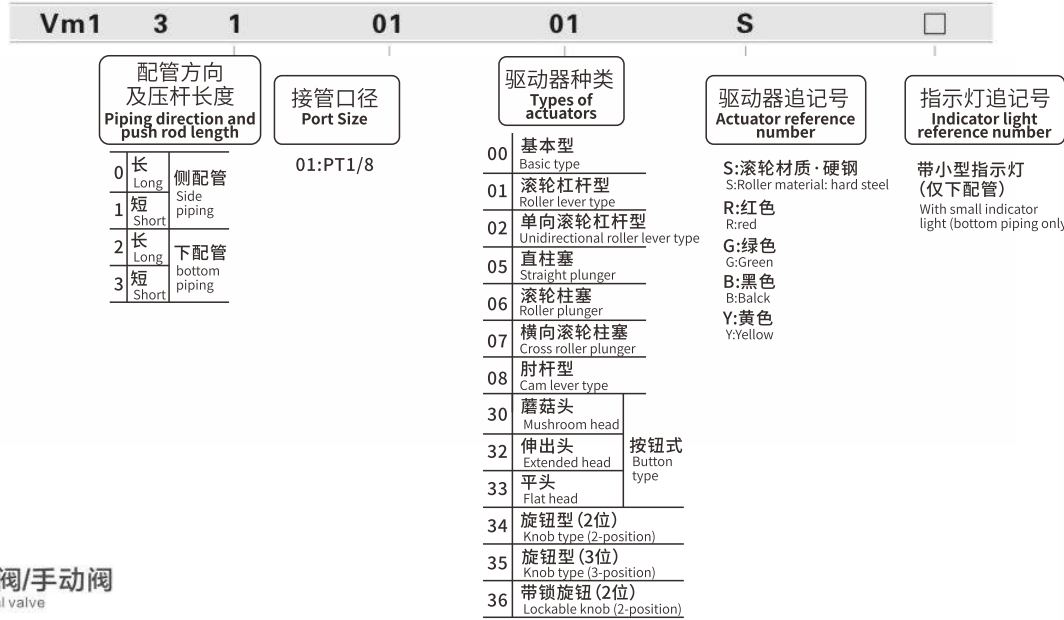 Vm1 3 1 01 01 S □
配管方向
及压杆长度
Piping direction and
push rod length
0 长
Long
1 短
Short
侧配管
Side
piping
2 长
Long
3 短
Short
下配管
bottom
piping
接管口径
Port Size
01:PT1/8
驱动器种类
Types of
actuators
00 基本型
Basic type
01 滚轮杠杆型
Roller lever type
02 单向滚轮杠杆型
Unidirectional roller lever type
05 直柱塞
Straight plunger
06 滚轮柱塞
Roller plunger
07 横向滚轮柱塞
Cross roller plunger
08 肘杆型
Cam lever type
30 蘑菇头
Mushroom head
32 伸出头
Extended head
33 平头
Flat head
按钮式
Button
type
34 旋钮型(2位)
Knob type (2-position)
35 旋钮型(3位)
Knob type (3-position)
36 带锁旋钮(2位)
Lockable knob (2-position)
驱动器追记号
Actuator reference
number
S:滚轮材质·硬钢
S:Roller material: hard steel
R:红色
R:red
G:绿色
G:Green
B:黑色
B:Balck
Y:黄色
Y:Yellow
指示灯追记号
Indicator light
reference number
带小型指示灯
(仅下配管)
With small indicator
light (bottom piping only
阀/手动阀
valve